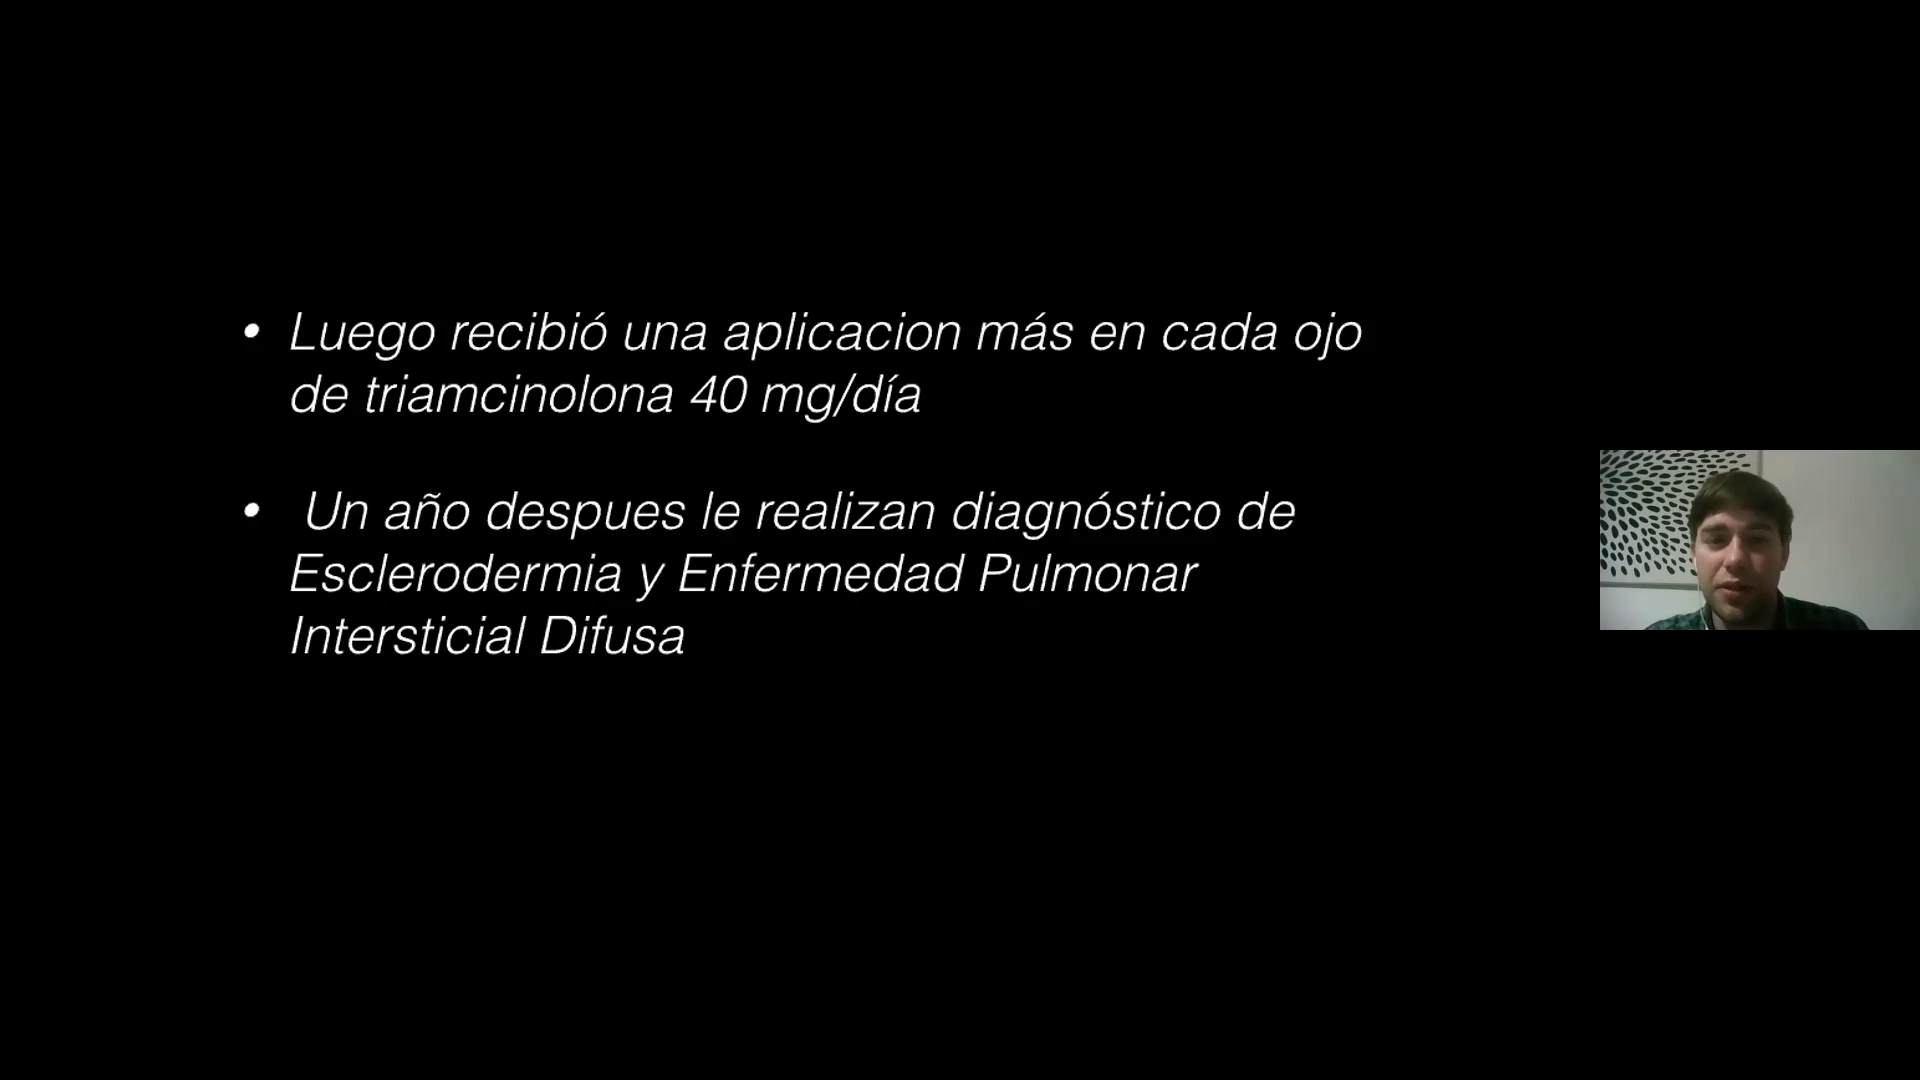 • Luego recibió una aplicacion más en cada ojo
de triamcinolona 40 mg/día
• Un año despues le realizan diagnóstico de
Esclerodermia y Enfermedad Pulmonar
Intersticial Difusa